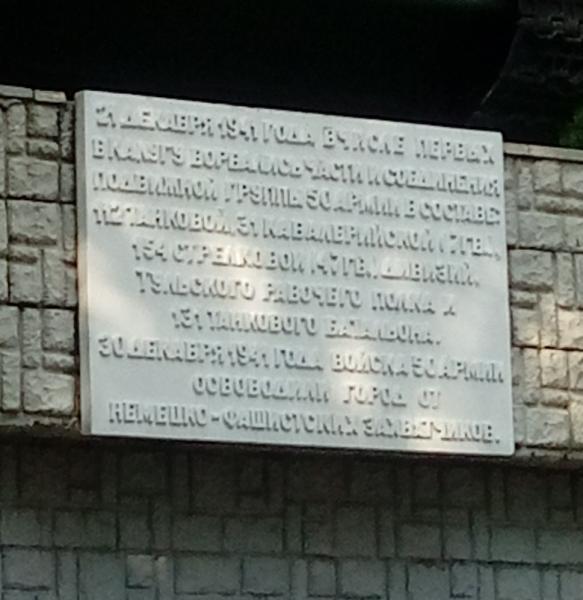 21 ДЕКАБРЯ 1941 ГОДА В ЧИСЛЕ ПЕРВЫХ
В КАЛУГУ ВОРВАЛИСЬ ЧАСТИ И СОЕДИНЕНИЯ
ПОДВИЖНОЙ ГРУППЫ 50 АРМИИ В СОСТАВЕ:
112 ТАНКОВОЙ, 31 КАВАЛЕРИЙСКОЙ (7 ГВ.),
154 СТРЕЛКОВОЙ (47 ГВ.) ДИВИЗИЙ,
ТУЛЬСКОГО РАБОЧЕГО ПОЛКА И
131 ТАНКОВОГО БАТАЛЬОНА.
30 ДЕКАБРЯ 1941 ГОДА ВОЙСКА 50 АРМИИ
ОСВОБОДИЛИ ГОРОД ОТ
НЕМЕЦКО-ФАШИСТСКИХ ЗАХВАТЧИКОВ.